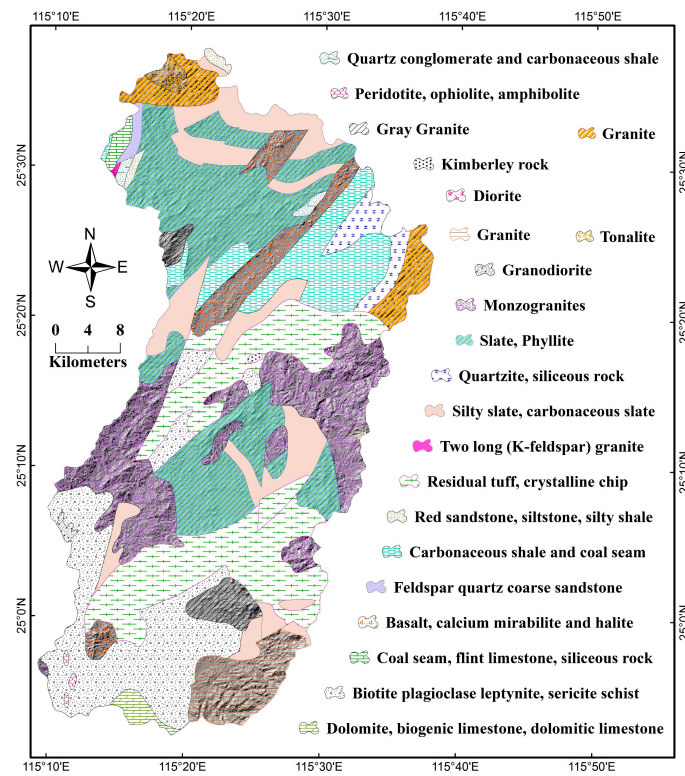 115°10'E 115°20'E 115°30'E 115°40'E 115°50'E
Quartz conglomerate and carbonaceous shale
Peridotite, ophiolite, amphibolite
Gray Granite
Granite
25°30'N
25°30'N
Kimberley rock
Diorite
Granite
Tonalite
N
W E
S
Granodiorite
Monzogranites
25°20'N
25°20'N
0 4 8
Kilometers
Slate, Phyllite
Quartzite, siliceous rock
Silty slate, carbonaceous slate
Two long (K-feldspar) granite
25°10'N
25°10'N
Residual tuff, crystalline chip
Red sandstone, siltstone, silty shale
Carbonaceous shale and coal seam
Feldspar quartz coarse sandstone
25°0'N
25°0'N
Basalt, calcium mirabilite and halite
Coal seam, flint limestone, siliceous rock
Biotite plagioclase leptynite, sericite schist
Dolomite, biogenic limestone, dolomitic limestone
115°10'E 115°20'E 115°30'E 115°40'E 115°50'E